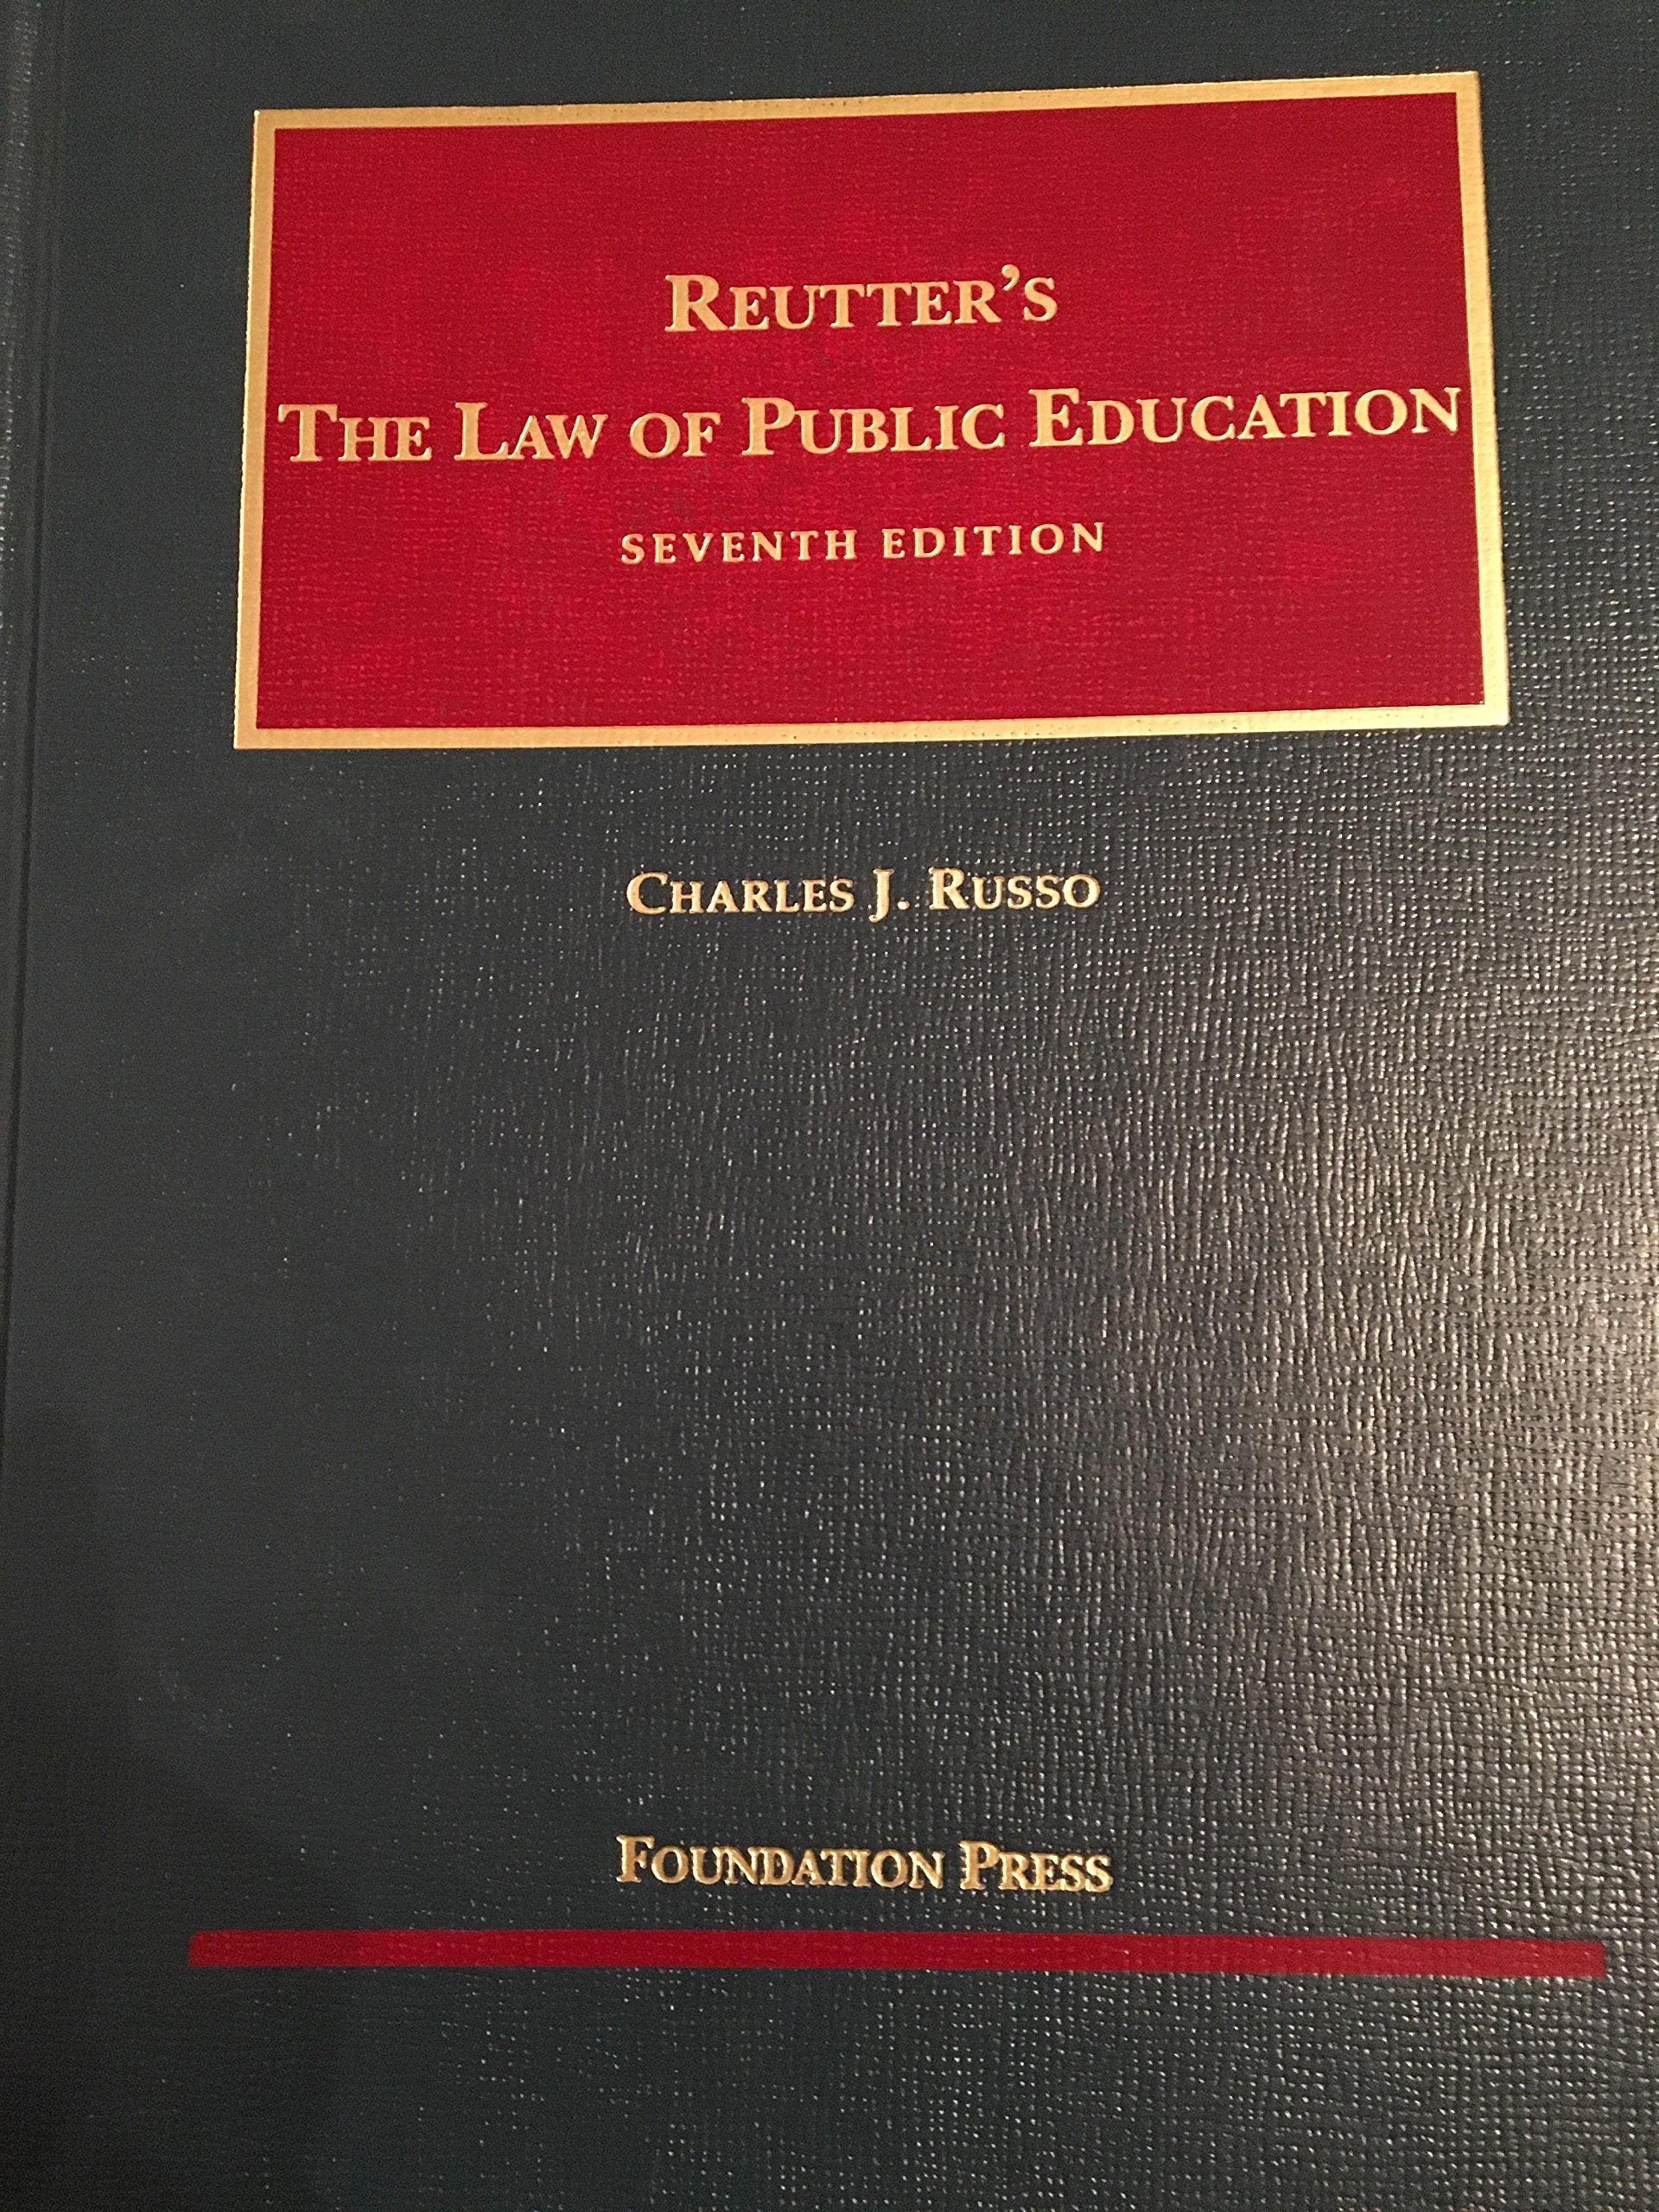 REUTTER'S
THE LAW OF PUBLIC EDUCATION
SEVENTH EDITION
CHARLES J. RUSSO
FOUNDATION PRESS